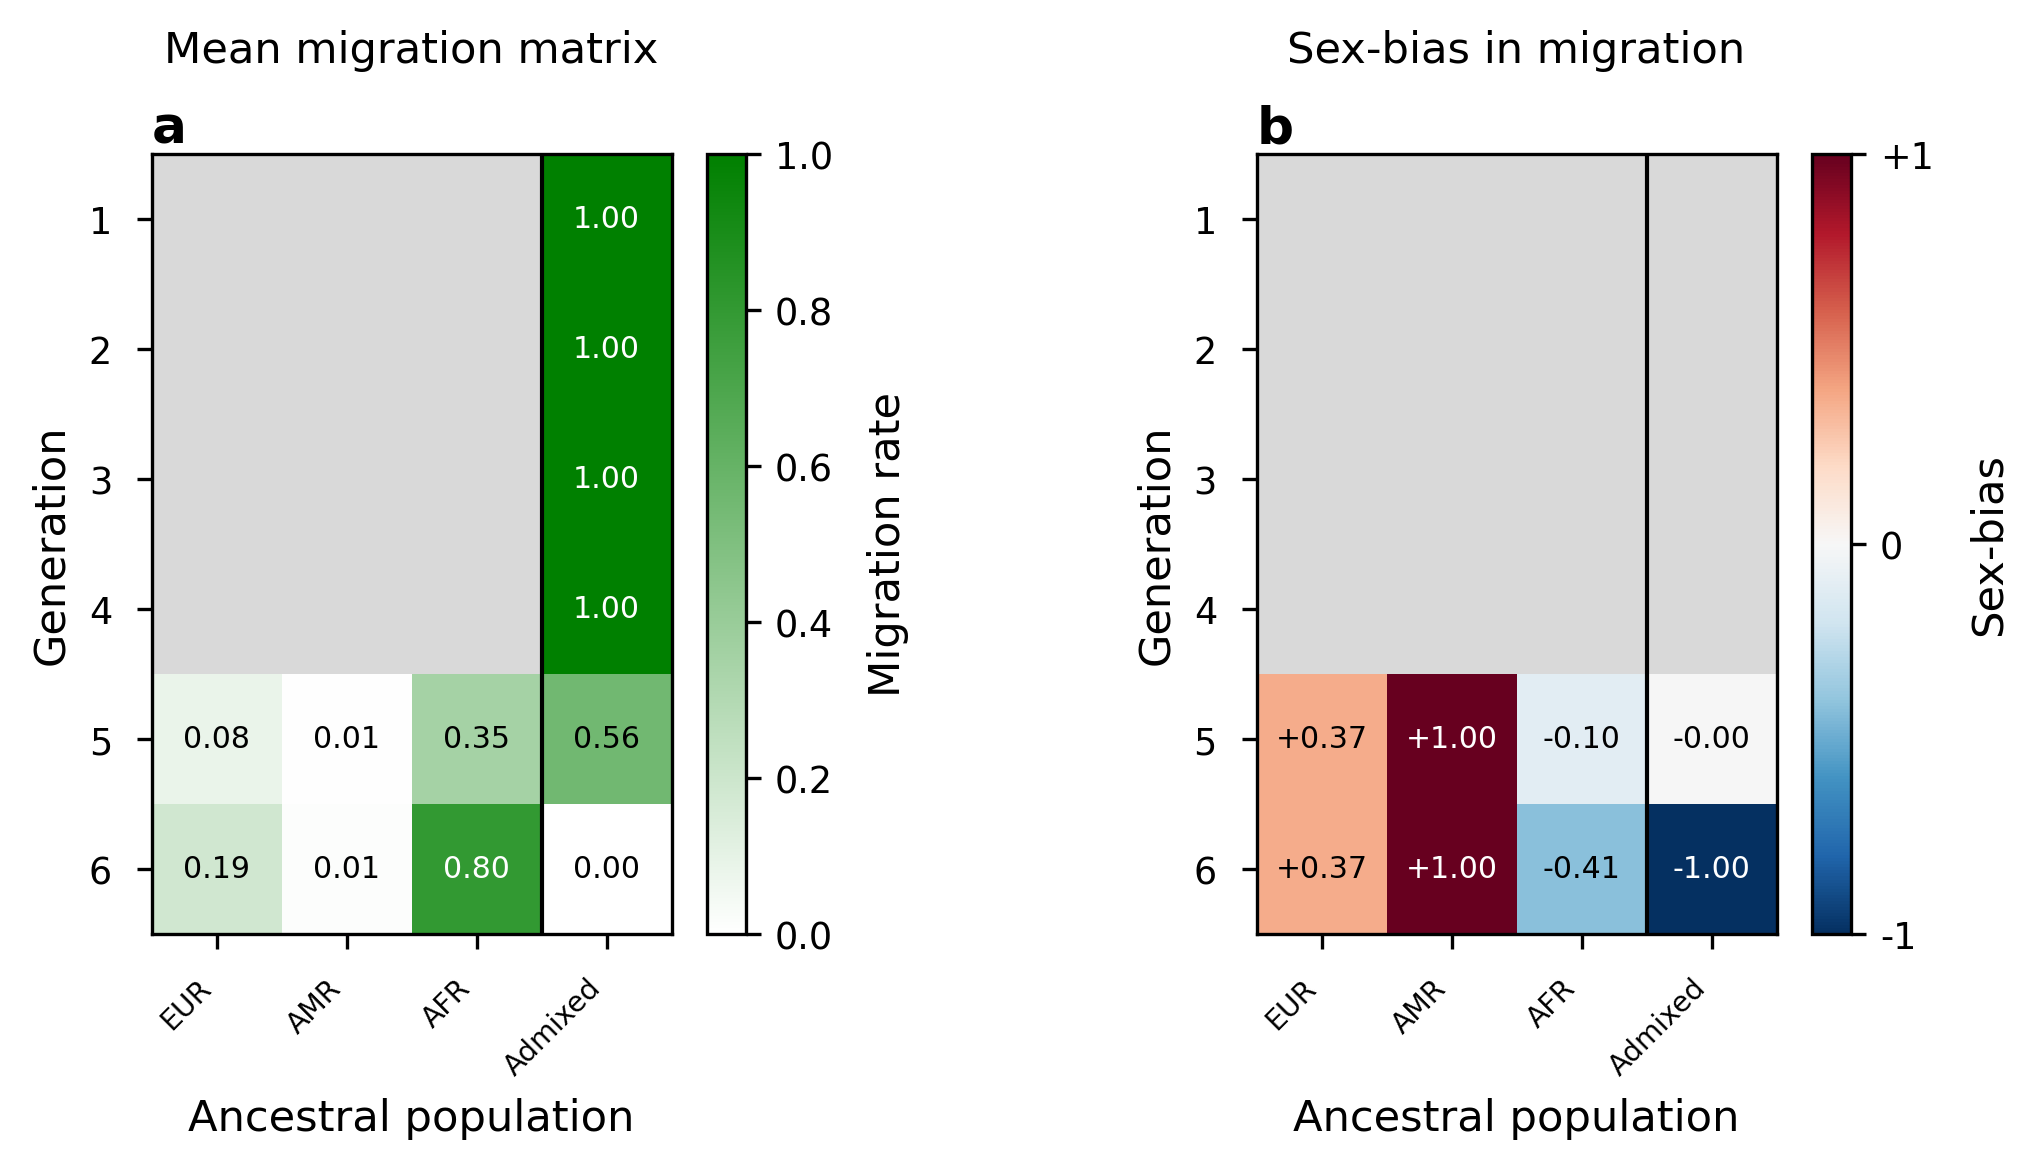 Mean migration matrix
a
Generation
1
2
3
4
5
6
1.00
1.00
1.00
1.00
0.08 0.01 0.35 0.56
0.19 0.01 0.80 0.00
EUR AMR AFR Admixed
Ancestral population
1.0
0.8
0.6
0.4
0.2
0.0
Migration rate
Sex-bias in migration
b
Generation
1
2
3
4
5
6
+0.37 +1.00 -0.10 -0.00
+0.37 +1.00 -0.41 -1.00
EUR AMR AFR Admixed
Ancestral population
+1
0
-1
Sex-bias